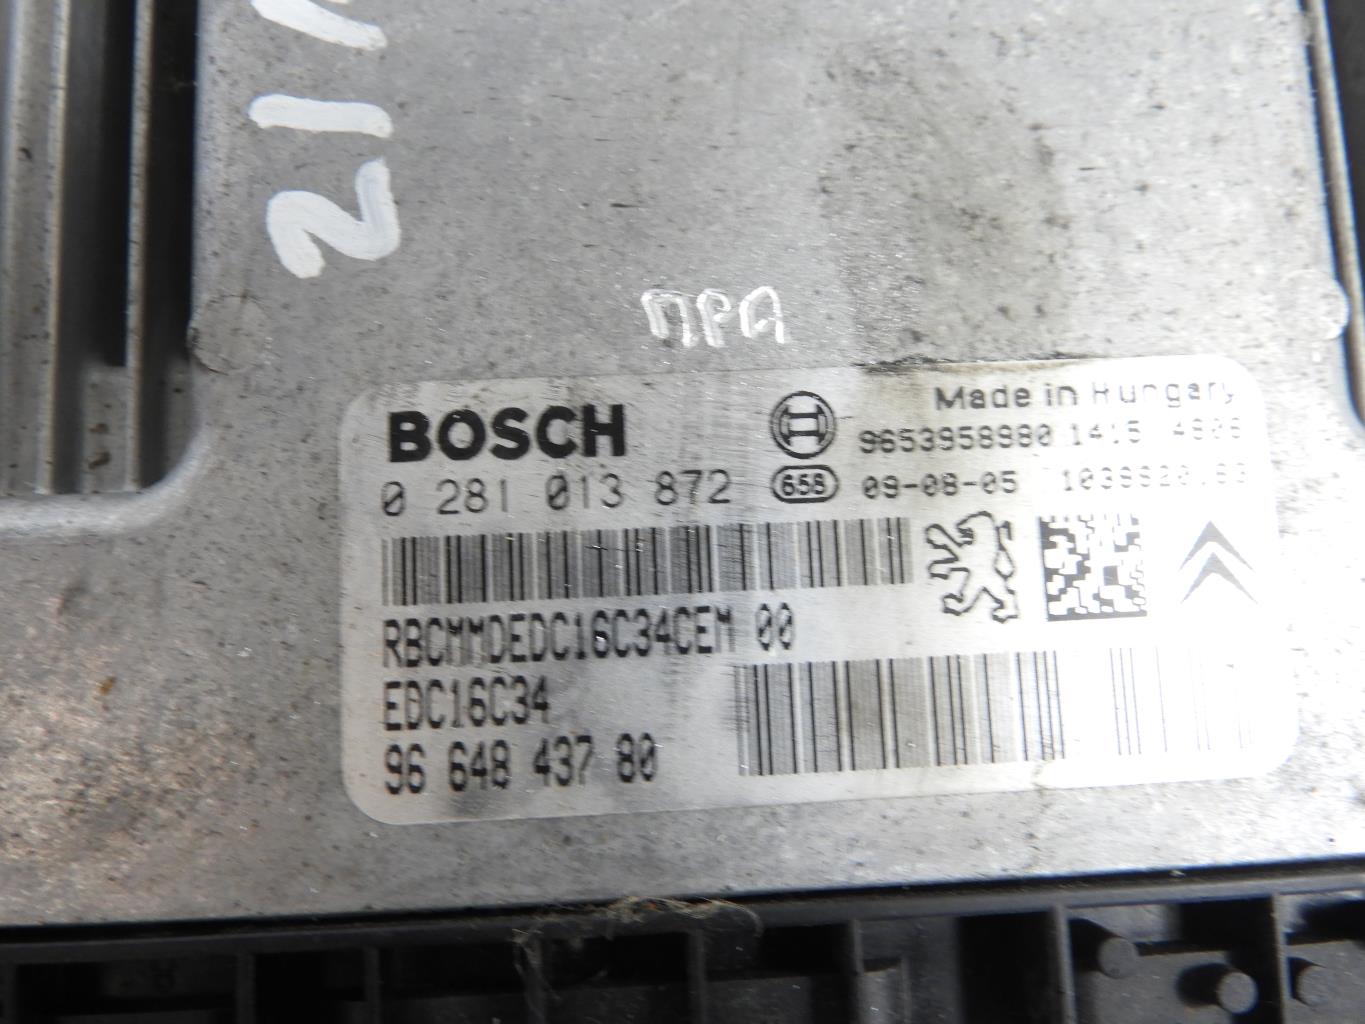 21
ПРА
BOSCH
Made in Hungary
9653958980 1415
0 281 013 872
658
09-08-05
RBCMMDEDC16C34CEM 00
EDC16C34
96 648 437 80